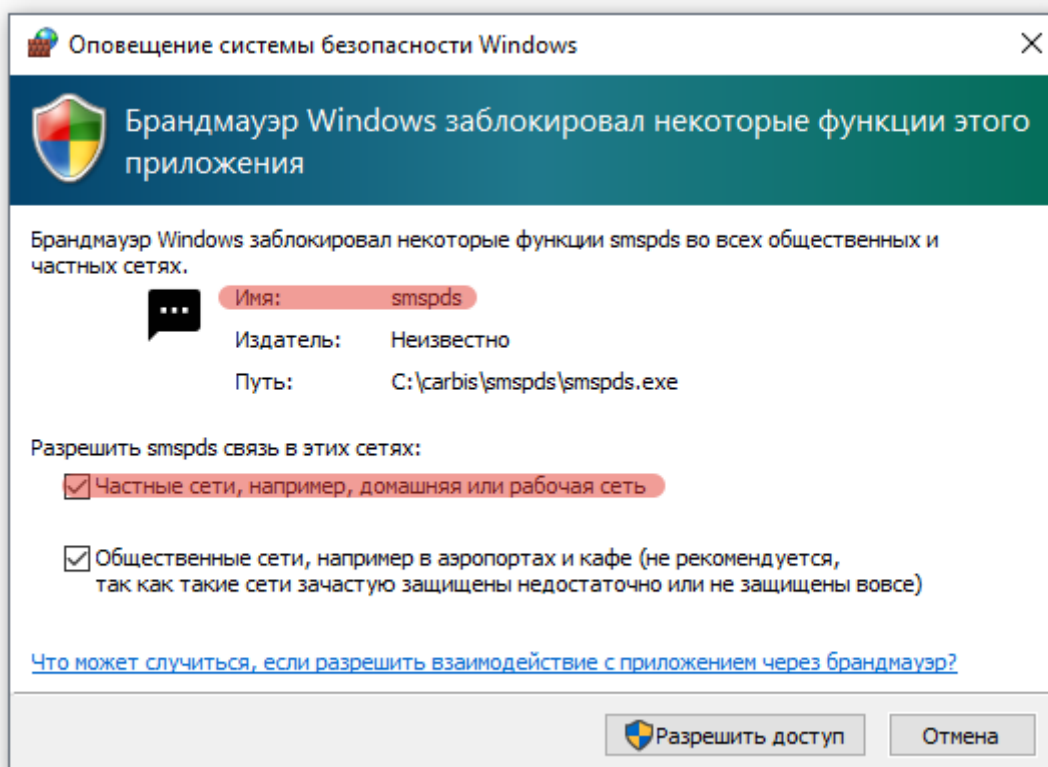 Оповещение системы безопасности Windows
Брандмауэр Windows заблокировал некоторые функции этого
приложения
Брандмауэр Windows заблокировал некоторые функции smspds во всех общественных и
частных сетях.
Имя: smspds
Издатель: Неизвестно
Путь: C:\carbis\smspds\smspds.exe
Разрешить smspds связь в этих сетях:
Частные сети, например, домашняя или рабочая сеть
Общественные сети, например в аэропортах и кафе (не рекомендуется,
так как такие сети зачастую защищены недостаточно или не защищены вовсе)
Что может случиться, если разрешить взаимодействие с приложением через брандмауэр?
Разрешить доступ Отмена